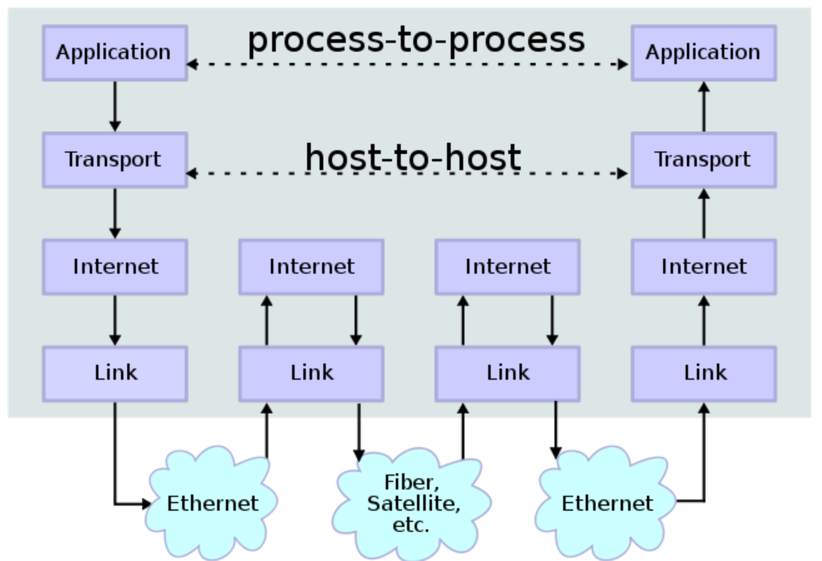 process-to-process
Application
Application
host-to-host
Transport
Transport
Internet
Internet
Internet
Internet
Link
Link
Link
Link
Ethernet
Fiber,
Satellite,
etc.
Ethernet